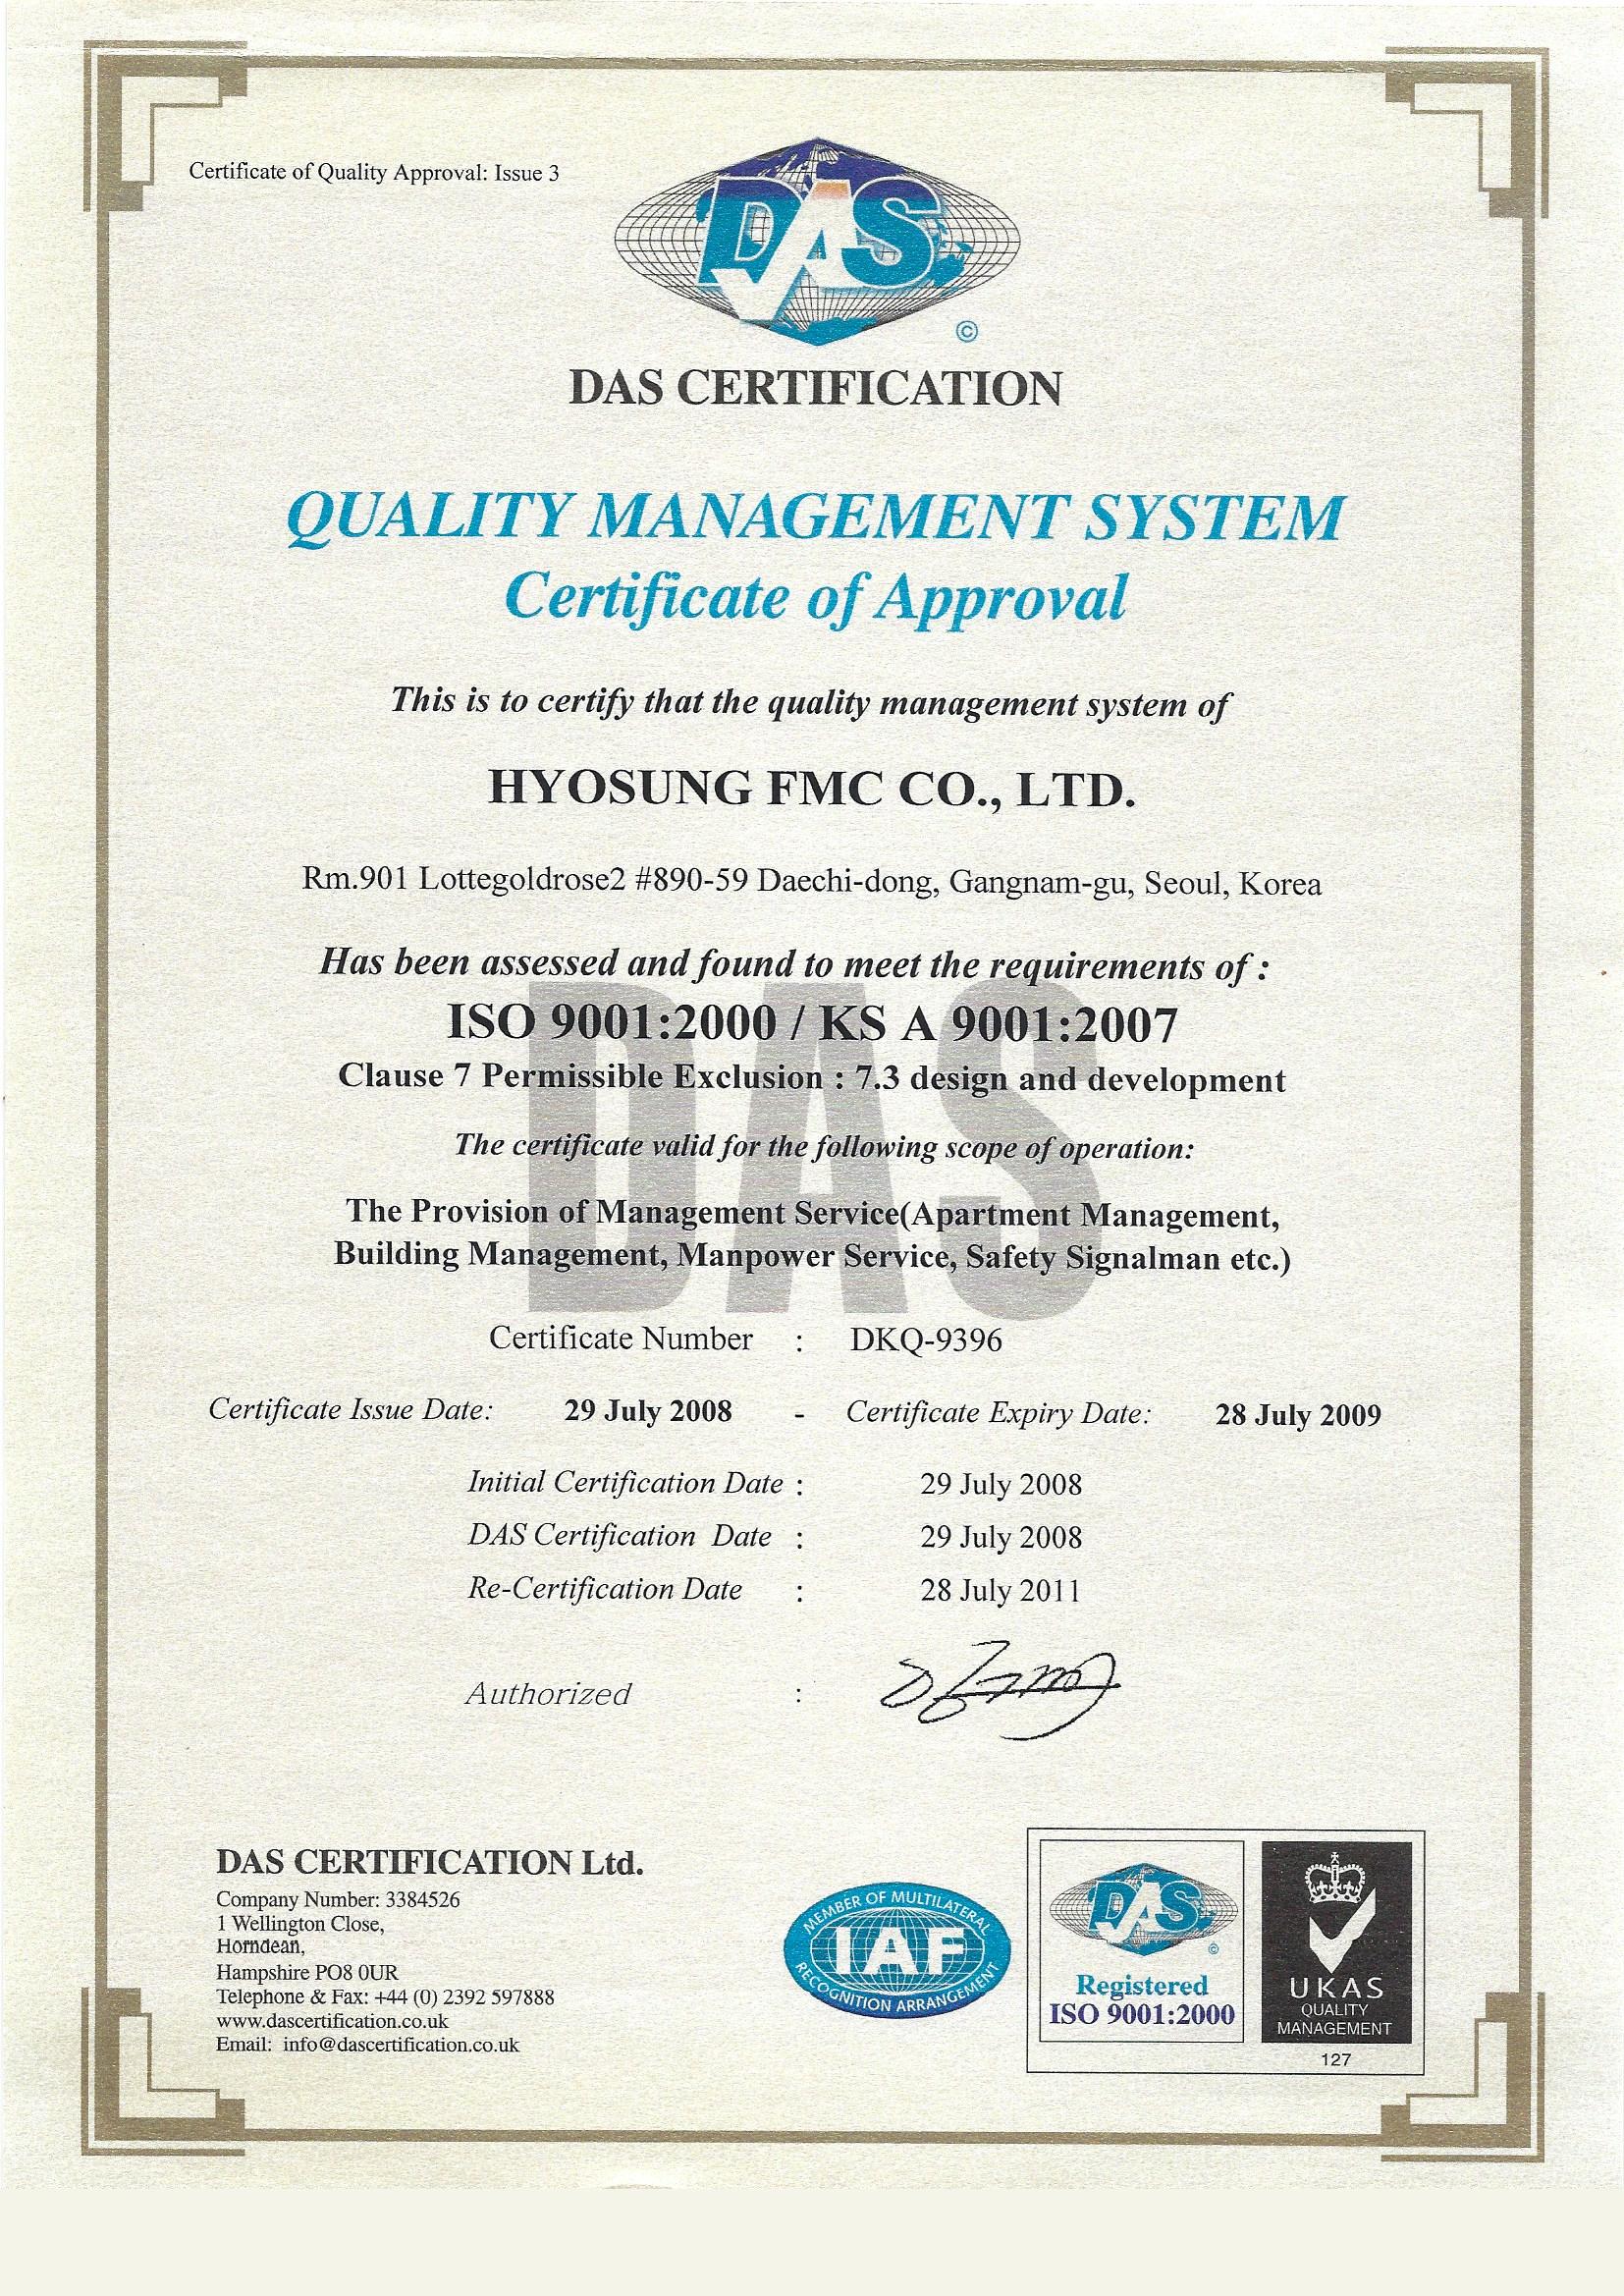 Certificate of Quality Approval: Issue 3
DAS
©
DAS CERTIFICATION
QUALITY MANAGEMENT SYSTEM
Certificate of Approval
This is to certify that the quality management system of
HYOSUNG FMC CO., LTD.
Rm.901 Lottegoldrose2 #890-59 Daechi-dong, Gangnam-gu, Seoul, Korea
Has been assessed and found to meet the requirements of :
ISO 9001:2000 / KS A 9001:2007
Clause 7 Permissible Exclusion : 7.3 design and development
DAS
The certificate valid for the following scope of operation:
The Provision of Management Service(Apartment Management,
Building Management, Manpower Service, Safety Signalman etc.)
Certificate Number : DKQ-9396
Certificate Issue Date: 29 July 2008 - Certificate Expiry Date: 28 July 2009
Initial Certification Date : 29 July 2008
DAS Certification Date : 29 July 2008
Re-Certification Date : 28 July 2011
Authorized :
DAS CERTIFICATION Ltd.
Company Number: 3384526
1 Wellington Close,
Horndean,
Hampshire PO8 0UR
Telephone & Fax: +44 (0) 2392 597888
www.dascertification.co.uk
Email: info@dascertification.co.uk
MEMBER OF MULTILATERAL
IAF
RECOGNITION ARRANGEMENT
DAS
©
Registered
ISO 9001:2000
UKAS
QUALITY
MANAGEMENT
127